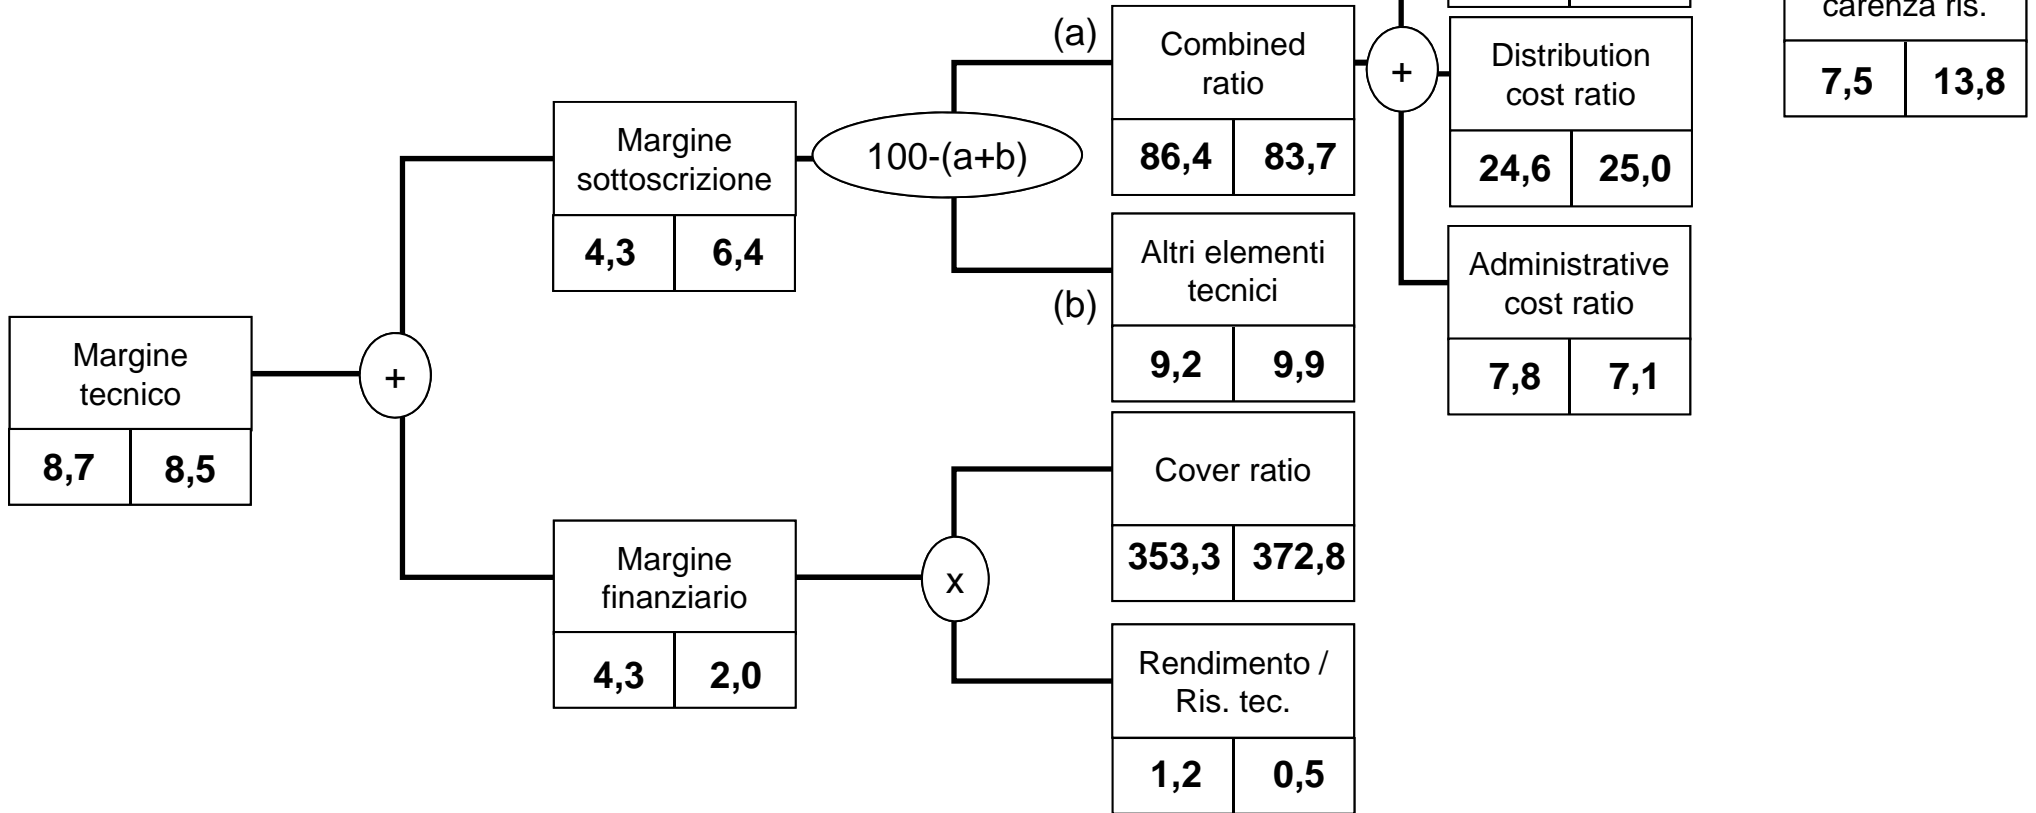 carenza ris.
7,5 13,8
(a)
Combined
ratio
86,4 83,7
+
Distribution
cost ratio
24,6 25,0
Margine
sottoscrizione
4,3 6,4
100-(a+b)
Altri elementi
tecnici
(b)
9,2 9,9
Administrative
cost ratio
7,8 7,1
Margine
tecnico
8,7 8,5
+
Cover ratio
353,3 372,8
Margine
finanziario
4,3 2,0
x
Rendimento /
Ris. tec.
1,2 0,5